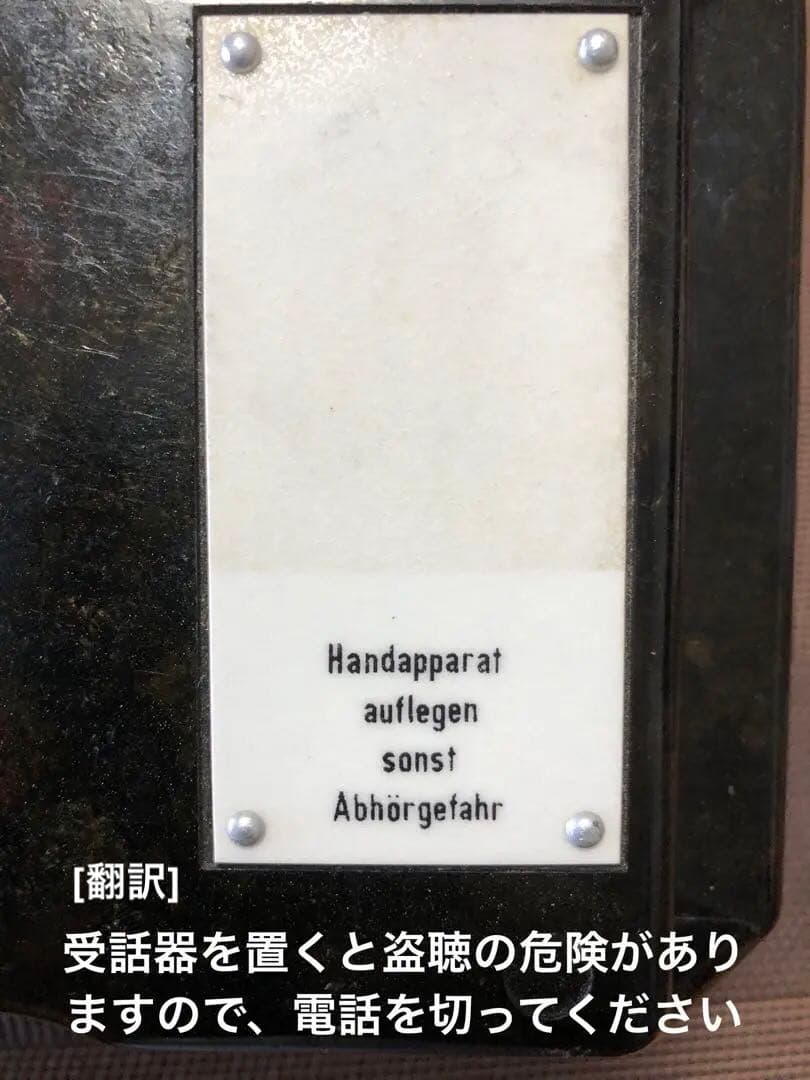 Handapparat
auflegen
sonst
Abhörgefahr
[翻訳]
受話器を置くと盗聴の危険があり
ますので、電話を切ってください